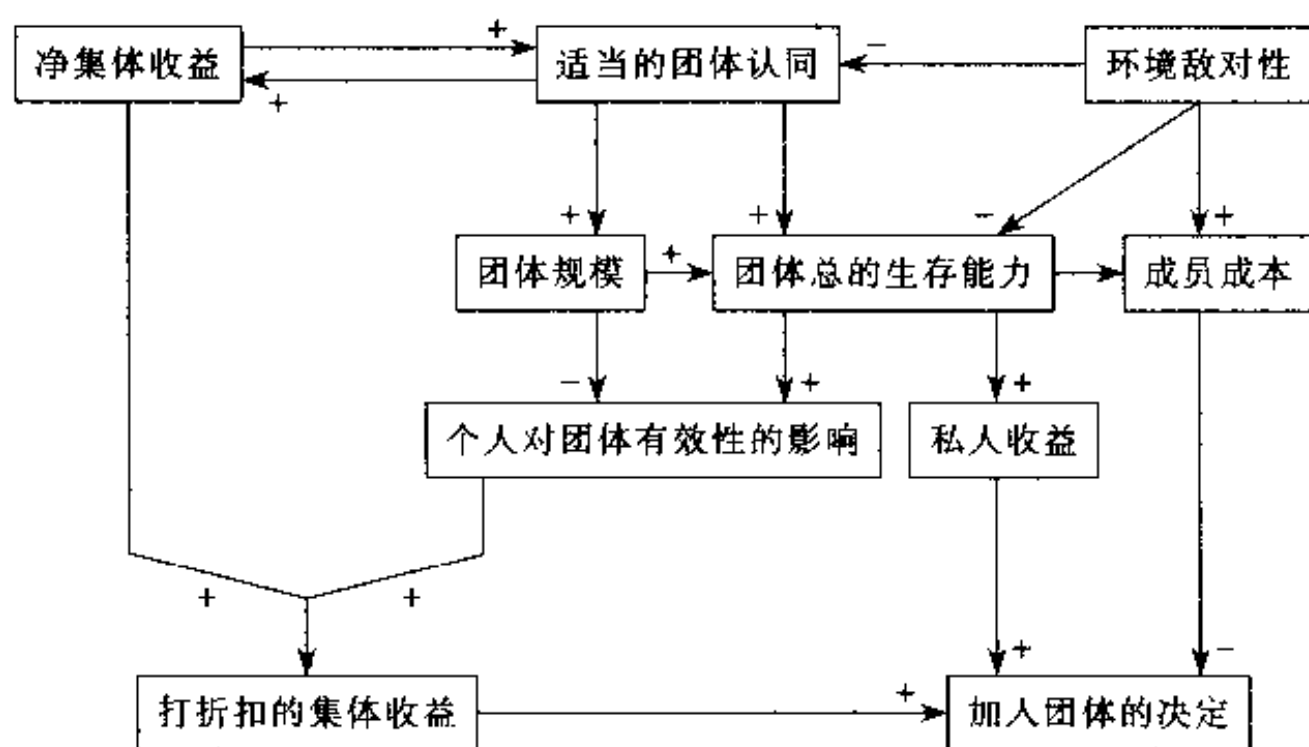 +
净集体收益
适当的团体认同
−
环境敌对性
+
+
+
−
+
团体规模
+
团体总的生存能力
成员成本
−
+
+
个人对团体有效性的影响
私人收益
+
+
+
−
打折扣的集体收益
+
加人团体的决定